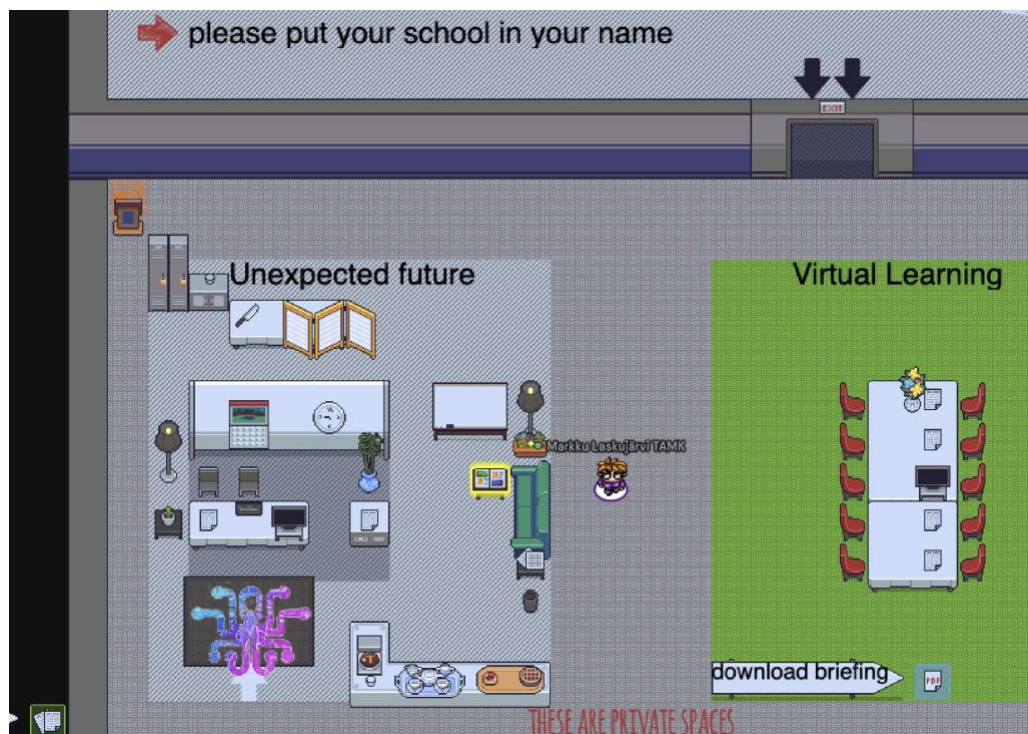 please put your school in your name
EXIT
Unexpected future
Virtual Learning
Markku Laskujärvi TAMK
download briefing
PDF
THESE ARE PRIVATE SPACES